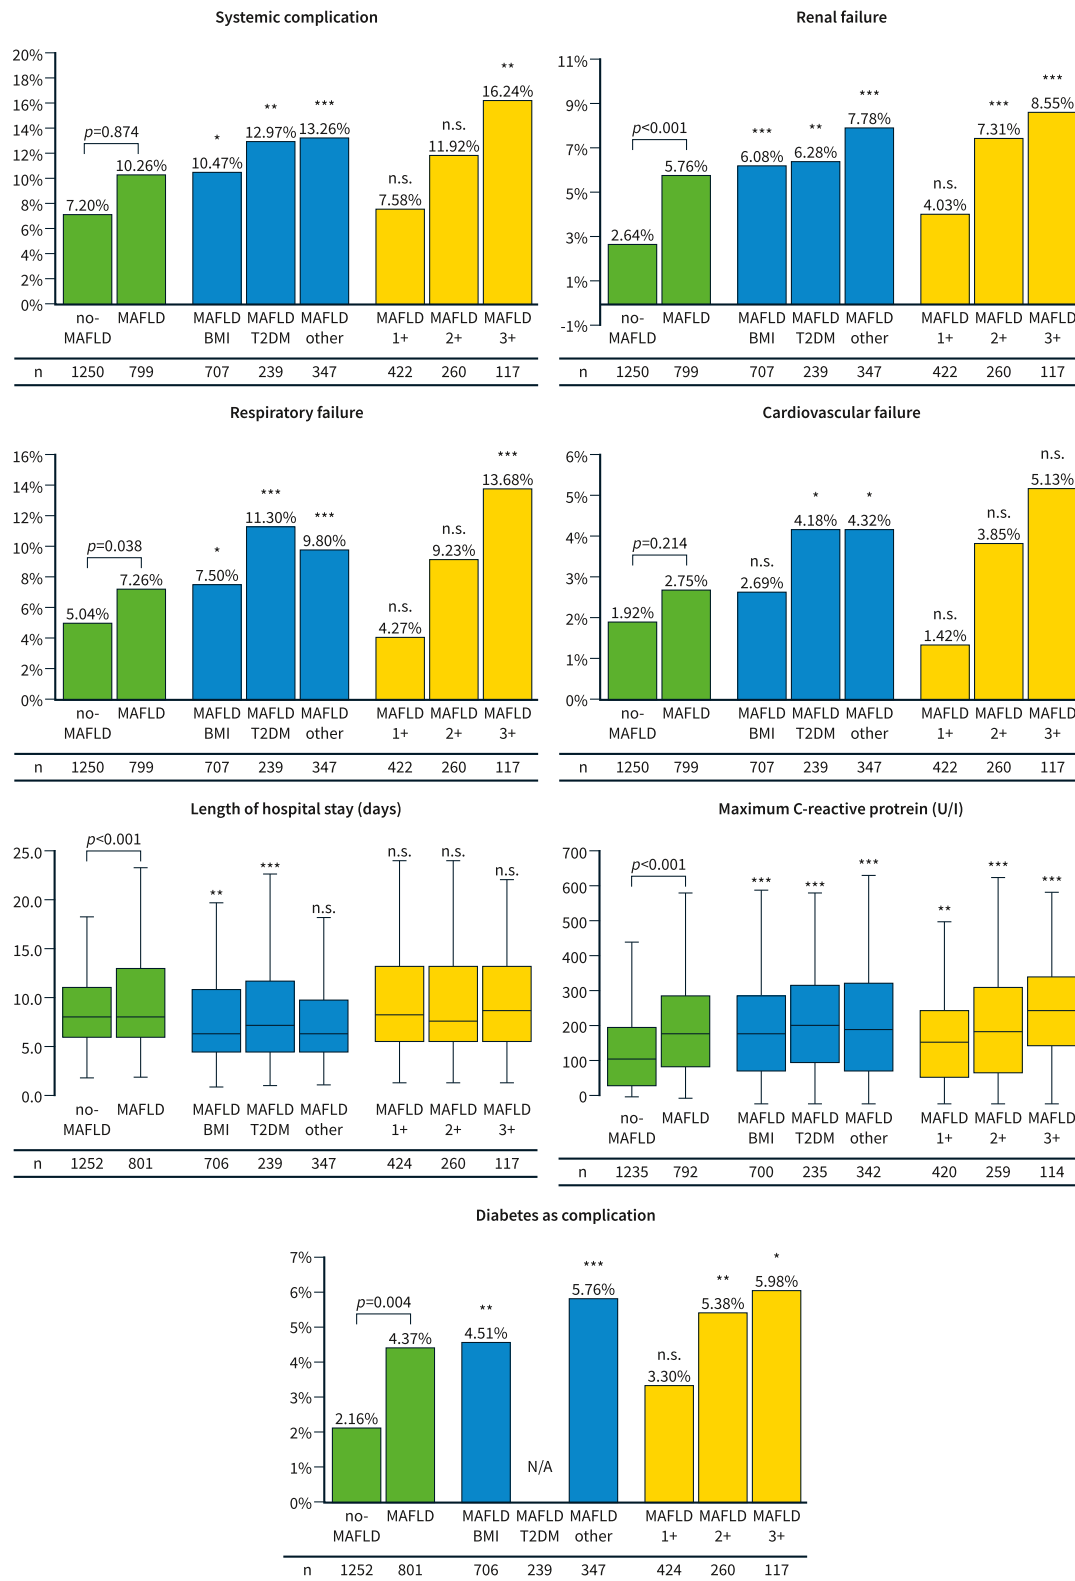 Systemic complication
20%
18%
16%
14%
12%
10%
8%
6%
4%
2%
0%
p=0.874
7.20%
10.26%
*
10.47%
**
12.97%
***
13.26%
n.s.
7.58%
n.s.
11.92%
**
16.24%
no-MAFLD
MAFLD
MAFLD BMI
MAFLD T2DM
MAFLD other
MAFLD 1+
MAFLD 2+
MAFLD 3+
n 1250 799 707 239 347 422 260 117
Renal failure
11%
9%
7%
5%
3%
1%
-1%
p<0.001
2.64%
5.76%
***
6.08%
**
6.28%
***
7.78%
n.s.
4.03%
***
7.31%
***
8.55%
no-MAFLD
MAFLD
MAFLD BMI
MAFLD T2DM
MAFLD other
MAFLD 1+
MAFLD 2+
MAFLD 3+
n 1250 799 707 239 347 422 260 117
Respiratory failure
16%
14%
12%
10%
8%
6%
4%
2%
0%
p=0.038
5.04%
7.26%
*
7.50%
***
11.30%
***
9.80%
n.s.
4.27%
n.s.
9.23%
***
13.68%
no-MAFLD
MAFLD
MAFLD BMI
MAFLD T2DM
MAFLD other
MAFLD 1+
MAFLD 2+
MAFLD 3+
n 1250 799 707 239 347 422 260 117
Cardiovascular failure
6%
5%
4%
3%
2%
1%
0%
p=0.214
1.92%
2.75%
n.s.
2.69%
*
4.18%
*
4.32%
n.s.
1.42%
n.s.
3.85%
n.s.
5.13%
no-MAFLD
MAFLD
MAFLD BMI
MAFLD T2DM
MAFLD other
MAFLD 1+
MAFLD 2+
MAFLD 3+
n 1250 799 707 239 347 422 260 117
Length of hospital stay (days)
25.0
20.0
15.0
10.0
5.0
0.0
p<0.001
**
***
n.s.
n.s.
n.s.
n.s.
no-MAFLD
MAFLD
MAFLD BMI
MAFLD T2DM
MAFLD other
MAFLD 1+
MAFLD 2+
MAFLD 3+
n 1252 801 706 239 347 424 260 117
Maximum C-reactive protrein (U/l)
700
600
500
400
300
200
100
0
p<0.001
***
***
***
**
***
***
no-MAFLD
MAFLD
MAFLD BMI
MAFLD T2DM
MAFLD other
MAFLD 1+
MAFLD 2+
MAFLD 3+
n 1235 792 700 235 342 420 259 114
Diabetes as complication
7%
6%
5%
4%
3%
2%
1%
0%
p=0.004
2.16%
4.37%
**
4.51%
N/A
***
5.76%
n.s.
3.30%
**
5.38%
*
5.98%
no-MAFLD
MAFLD
MAFLD BMI
MAFLD T2DM
MAFLD other
MAFLD 1+
MAFLD 2+
MAFLD 3+
n 1252 801 706 239 347 424 260 117